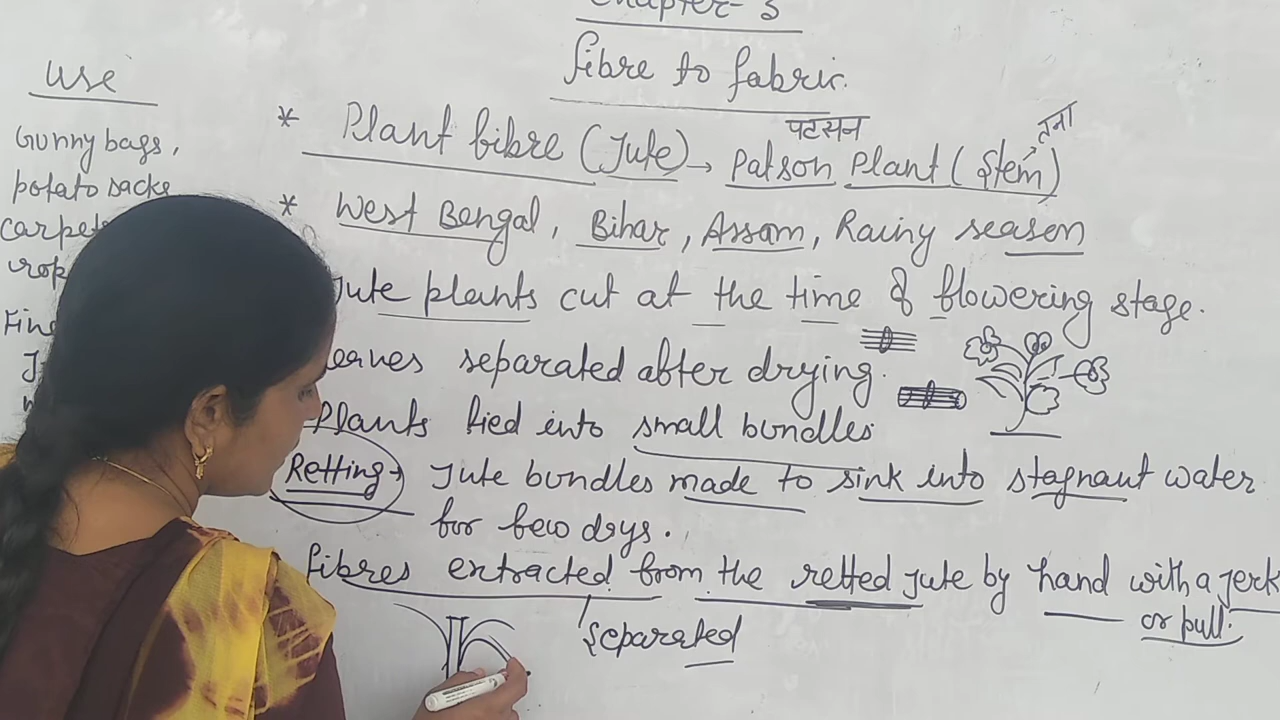 Chapter- 3
Fibre to fabric.
Use
Gunny bags,
potato sacks
carpet
rop
Fine
* Plant fibre (Jute) → Patson Plant (Stem)
पटसन
→ तना
* West Bengal, Bihar, Assam, Rainy season
Jute plants cut at the time of flowering stage.
separated after drying.
Plants tied into small bundles
Retting → Jute bundles made to sink into stagnaut water
for few days.
fibres extracted from the retted jute by hand with a jerk
or pull.
Separated